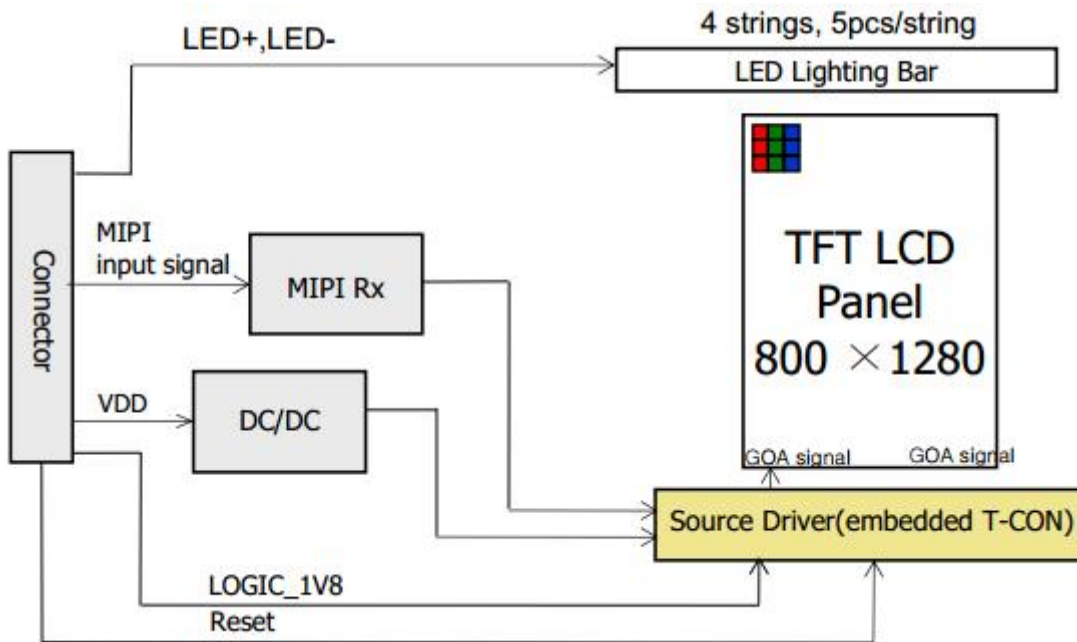 4 strings, 5pcs/string
LED+,LED-
LED Lighting Bar
Connector
MIPI
input signal
MIPI Rx
TFT LCD
Panel
800 × 1280
VDD
DC/DC
GOA signal
GOA signal
Source Driver(embedded T-CON)
LOGIC_1V8
Reset